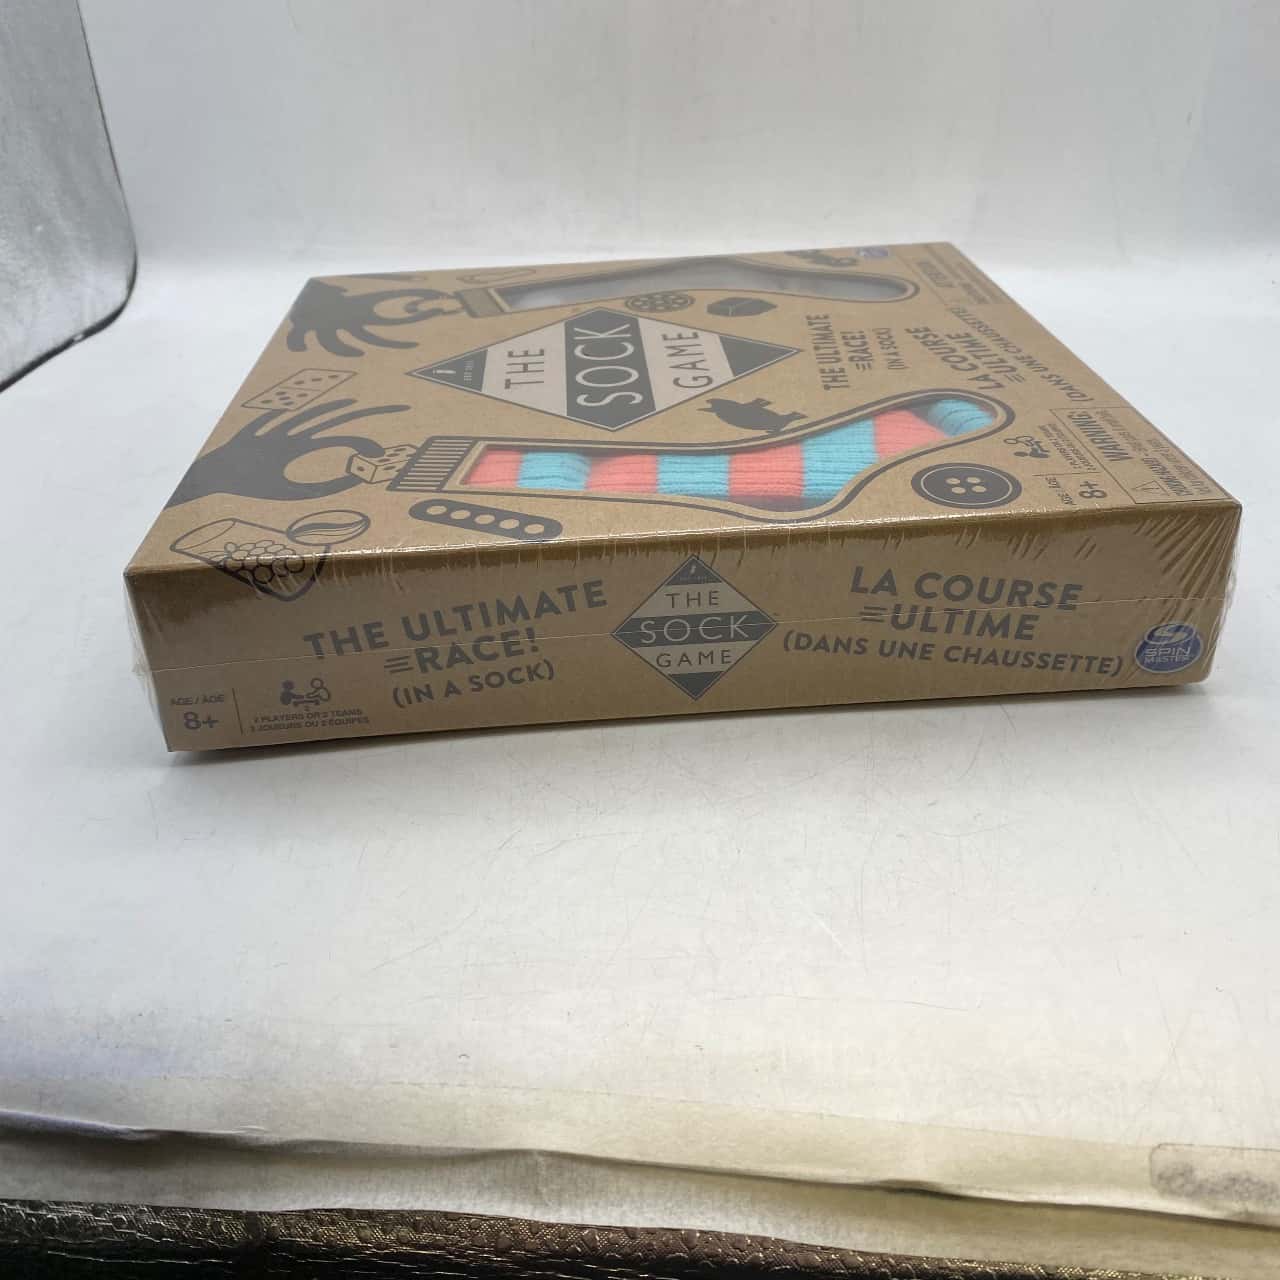 THE
SOCK
GAME
THE ULTIMATE
RACE!
(IN A SOCK)
LA COURSE
ULTIME
(DANS UNE CHAUSSETTE)
8+
WARNING:
THE ULTIMATE
RACE!
(IN A SOCK)
AGE / ÂGE
8+
2 PLAYERS OR 2 TEAMS
2 JOUEURS OU 2 ÉQUIPES
THE
SOCK
GAME
LA COURSE
ULTIME
(DANS UNE CHAUSSETTE)
SPIN
MASTER